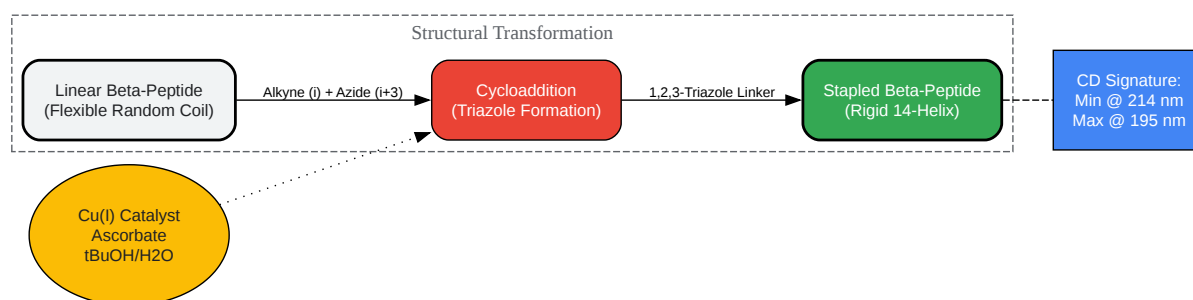 Structural Transformation
Linear Beta-Peptide
(Flexible Random Coil)
Alkyne (i) + Azide (i+3)
Cycloaddition
(Triazole Formation)
1,2,3-Triazole Linker
Stapled Beta-Peptide
(Rigid 14-Helix)
CD Signature:
Min @ 214 nm
Max @ 195 nm
Cu(I) Catalyst
Ascorbate
tBuOH/H2O